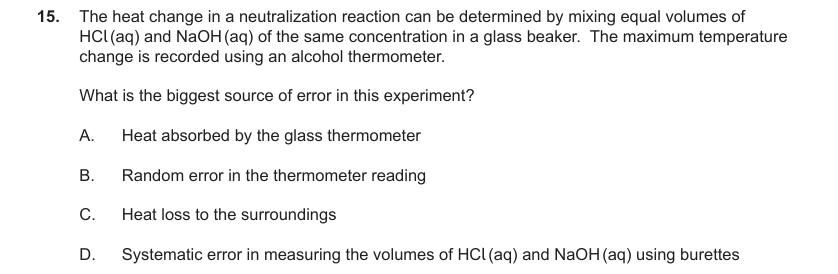 15. The heat change in a neutralization reaction can be determined by mixing equal volumes of
HCl(aq) and NaOH(aq) of the same concentration in a glass beaker. The maximum temperature
change is recorded using an alcohol thermometer.
What is the biggest source of error in this experiment?
A. Heat absorbed by the glass thermometer
B. Random error in the thermometer reading
C. Heat loss to the surroundings
D. Systematic error in measuring the volumes of HCl(aq) and NaOH(aq) using burettes